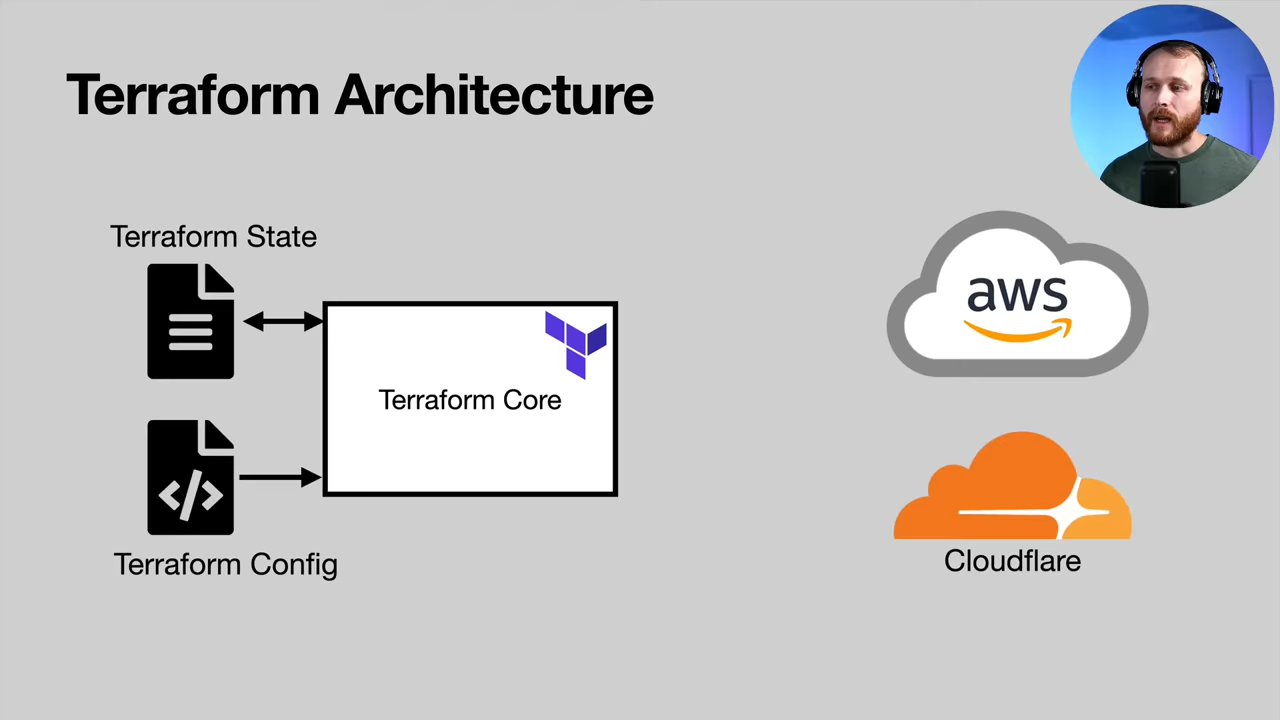 Terraform Architecture
Terraform State
Terraform Core
Terraform Config
aws
Cloudflare